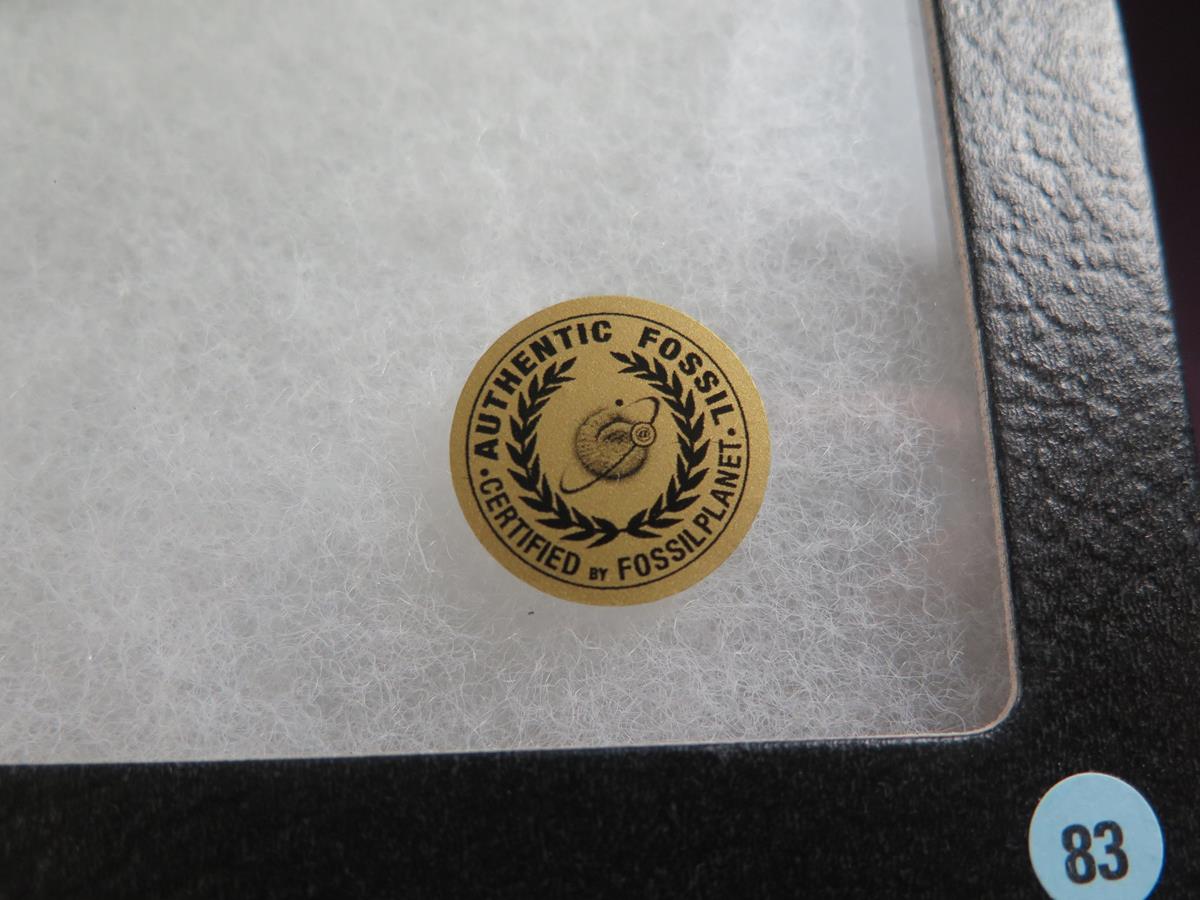 AUTHENTIC FOSSIL
• CERTIFIED BY FOSSILPLANET •
83